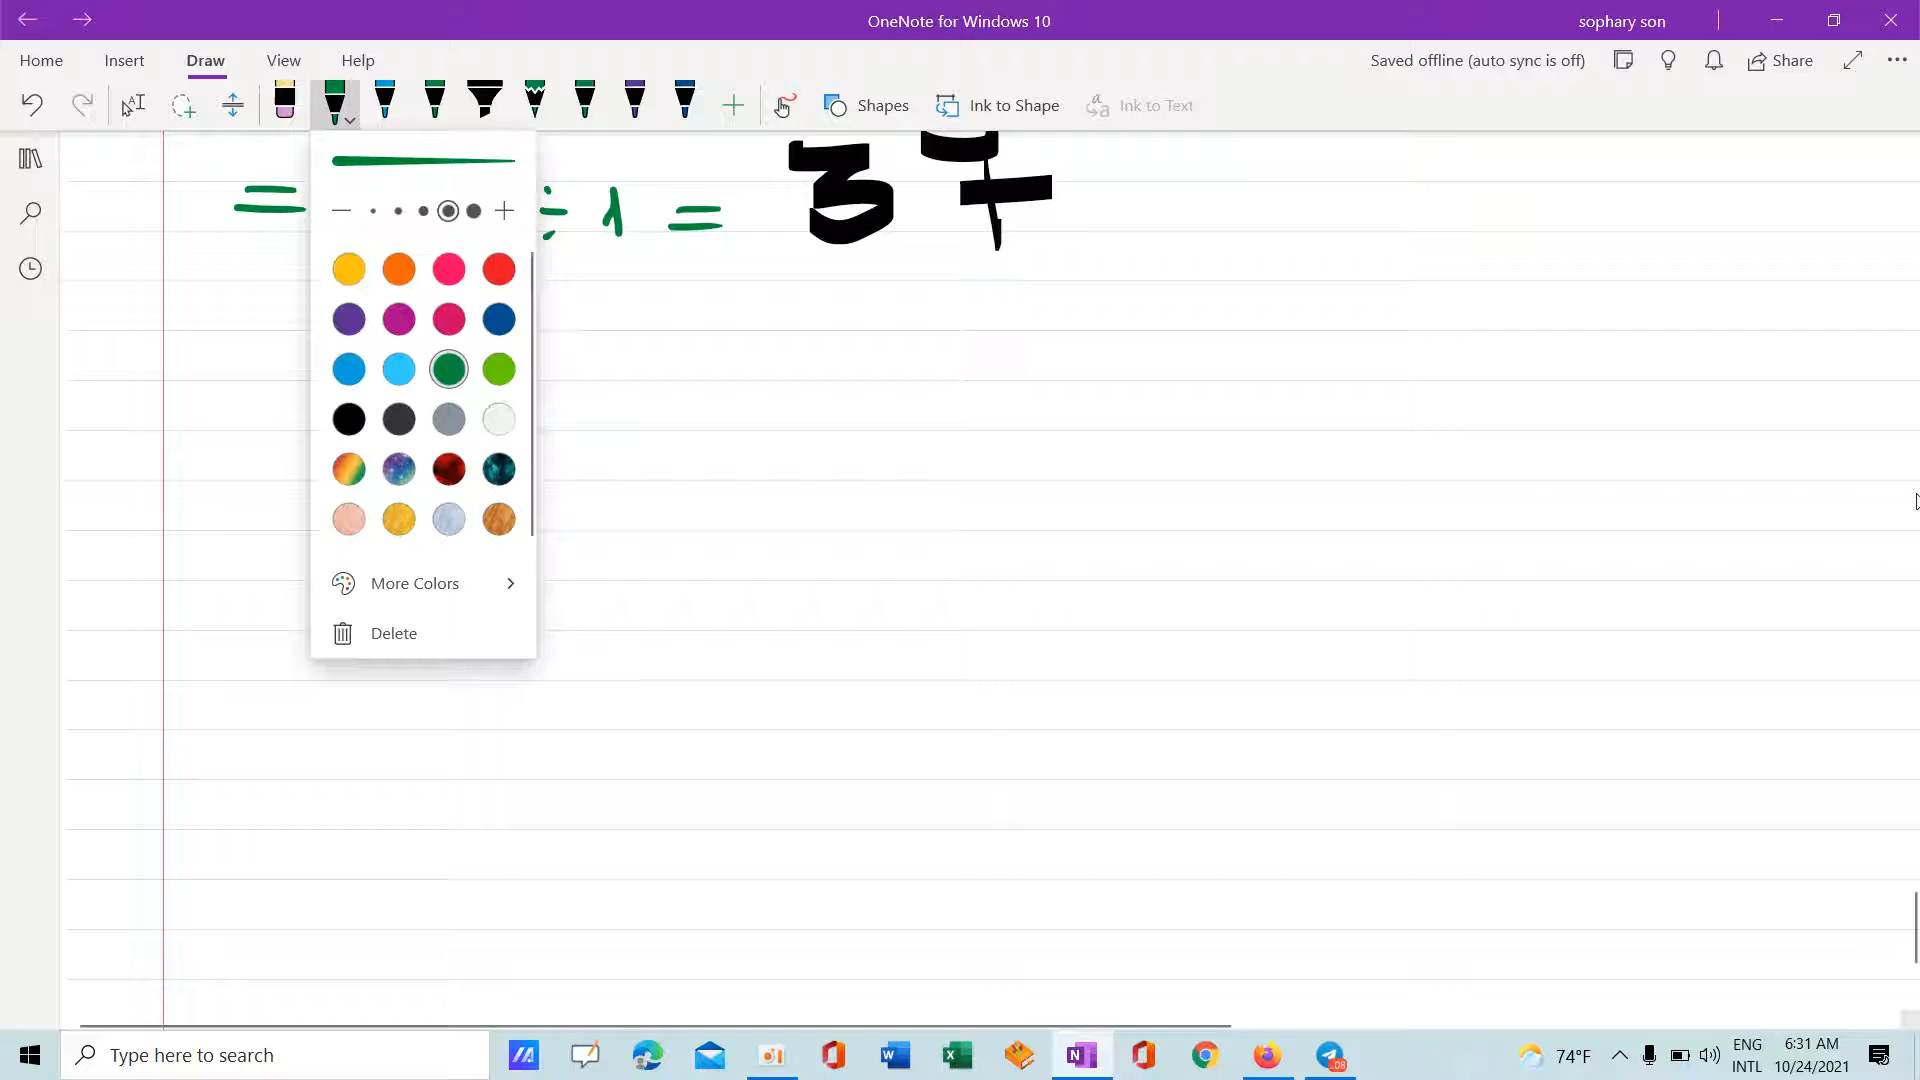 OneNote for Windows 10
sophary son
Home Insert Draw View Help
Saved offline (auto sync is off)
Share
Shapes
Ink to Shape
Ink to Text
= ÷ 1 = 37
More Colors
Delete
Type here to search
74°F
ENG
INTL
6:31 AM
10/24/2021